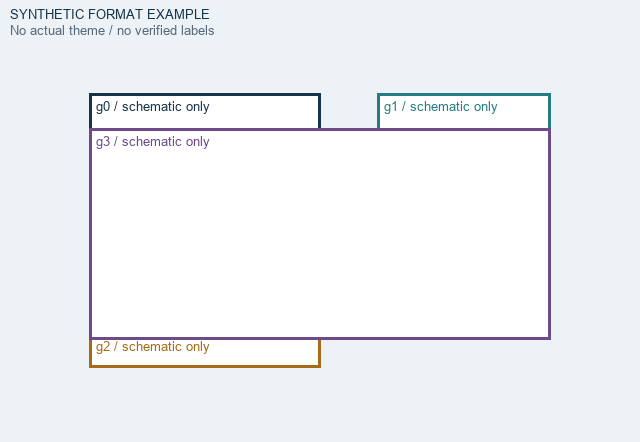 SYNTHETIC FORMAT EXAMPLE
No actual theme / no verified labels
g0 / schematic only
g1 / schematic only
g3 / schematic only
g2 / schematic only